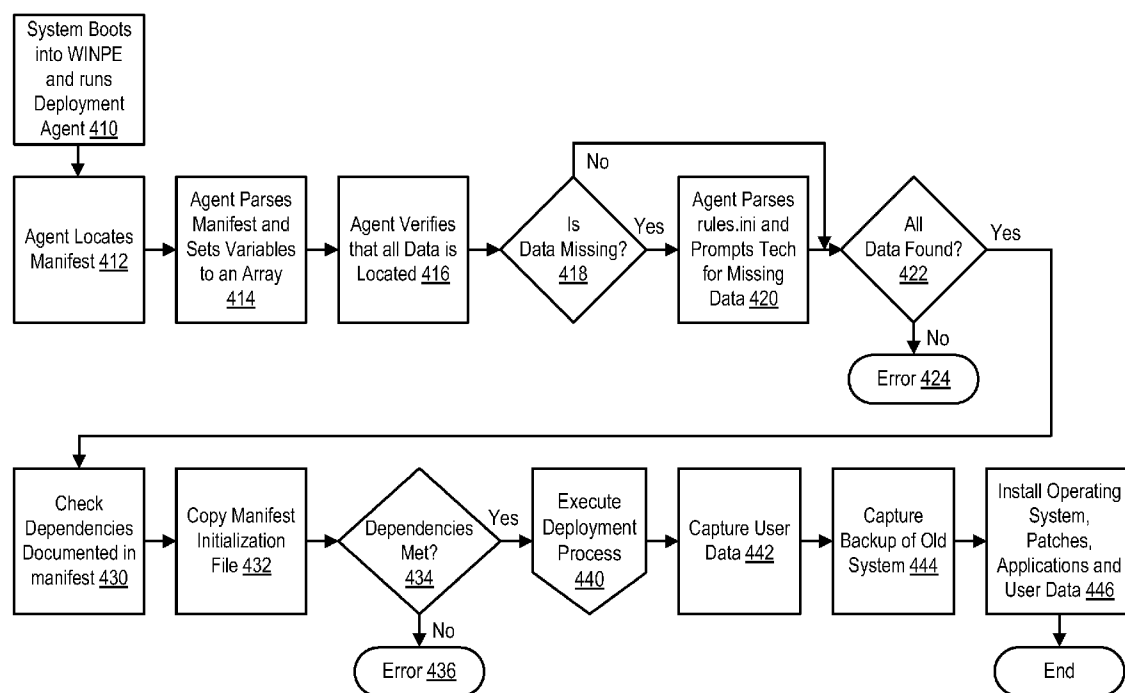 System Boots
into WINPE
and runs
Deployment
Agent 410
Agent Locates
Manifest 412
Agent Parses
Manifest and
Sets Variables
to an Array
414
Agent Verifies
that all Data is
Located 416
Is
Data Missing?
418
No
Yes
Agent Parses
rules.ini and
Prompts Tech
for Missing
Data 420
All
Data Found?
422
Yes
No
Error 424
Check
Dependencies
Documented in
manifest 430
Copy Manifest
Initialization
File 432
Dependencies
Met?
434
Yes
No
Error 436
Execute
Deployment
Process
440
Capture User
Data 442
Capture
Backup of Old
System 444
Install Operating
System,
Patches,
Applications and
User Data 446
End